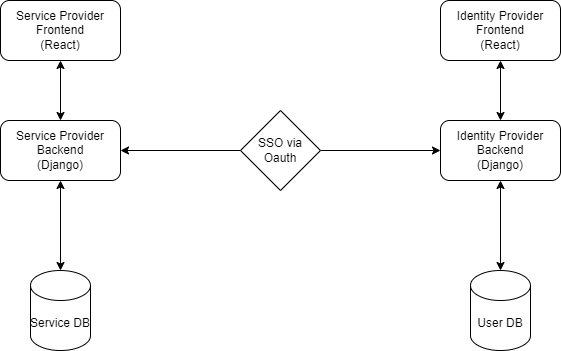 Service Provider
Frontend
(React)
Identity Provider
Frontend
(React)
Service Provider
Backend
(Django)
SSO via
Oauth
Identity Provider
Backend
(Django)
Service DB
User DB